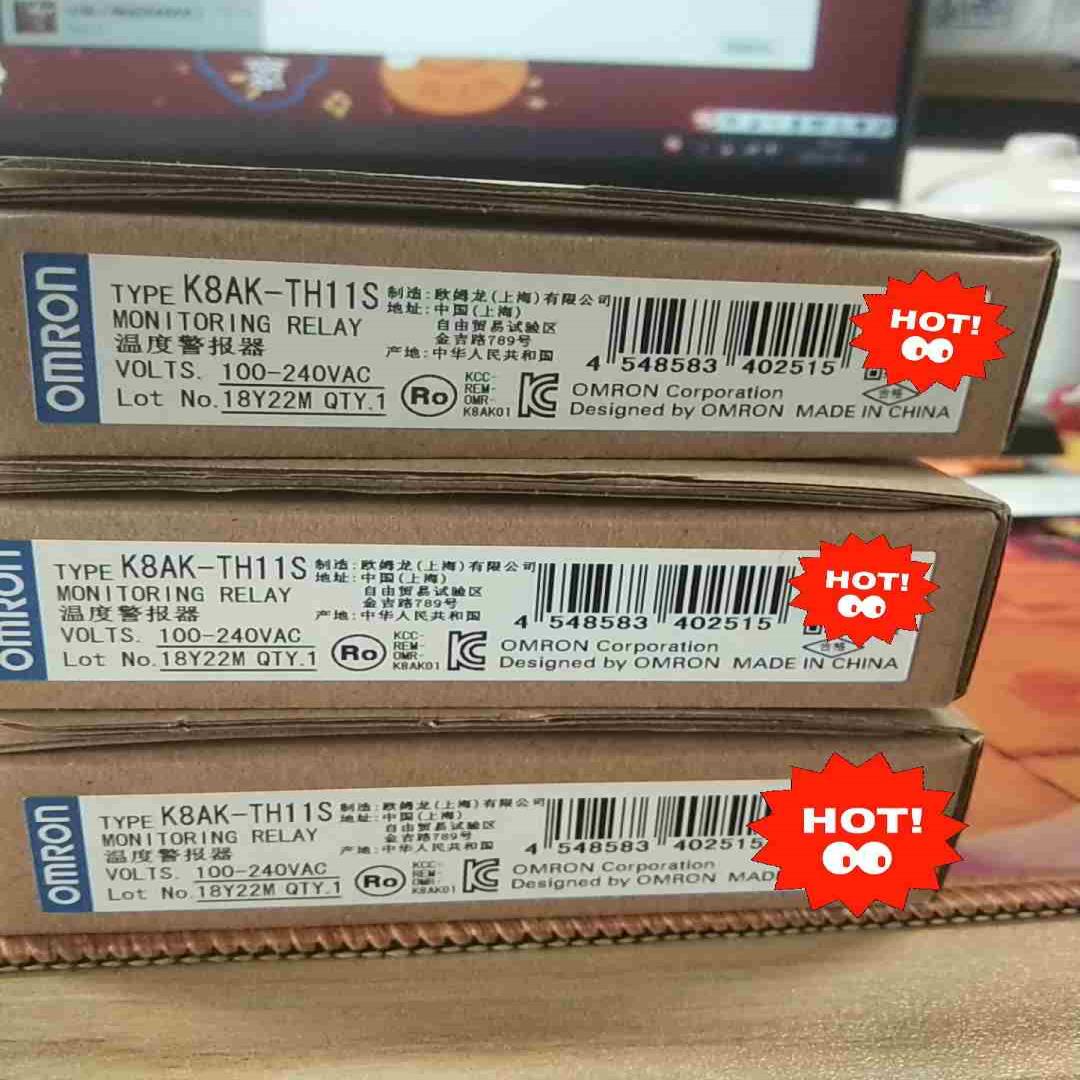 OMRON
TYPE K8AK-TH11S
MONITORING RELAY
温度警报器
VOLTS. 100-240VAC
Lot No.18Y22M QTY.1
制造:欧姆龙(上海)有限公司
地址:中国(上海)
自由贸易试验区
金吉路789号
产地:中华人民共和国
Ro
KCC-
REM-
OMR-
K8AK01
4 548583 402515
OMRON Corporation
Designed by OMRON MADE IN CHINA
合格
HOT!
OMRON
TYPE K8AK-TH11S
MONITORING RELAY
温度警报器
VOLTS. 100-240VAC
Lot No.18Y22M QTY.1
制造:欧姆龙(上海)有限公司
地址:中国(上海)
自由贸易试验区
金吉路789号
产地:中华人民共和国
Ro
KCC-
REM-
OMR-
K8AK01
4 548583 402515
OMRON Corporation
Designed by OMRON MADE IN CHINA
合格
HOT!
OMRON
TYPE K8AK-TH11S
MONITORING RELAY
温度警报器
VOLTS. 100-240VAC
Lot No.18Y22M QTY.1
制造:欧姆龙(上海)有限公司
地址:中国(上海)
自由贸易试验区
金吉路789号
产地:中华人民共和国
Ro
KCC-
REM-
OMR-
K8AK01
4 548583 402515
OMRON Corporation
Designed by OMRON MAD
HOT!